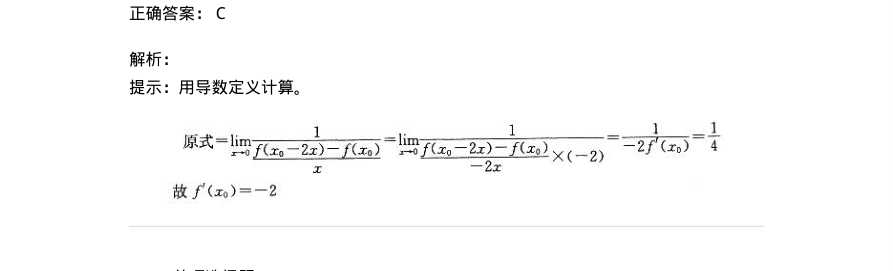 正确答案： C
解析：
提示：用导数定义计算。
原式=lim_{x→0} 1/((f(x₀-2x)-f(x₀))/x)=lim_{x→0} 1/((f(x₀-2x)-f(x₀))/(-2x)×(-2))=1/(-2f′(x₀))=1/4
故 f′(x₀)=-2